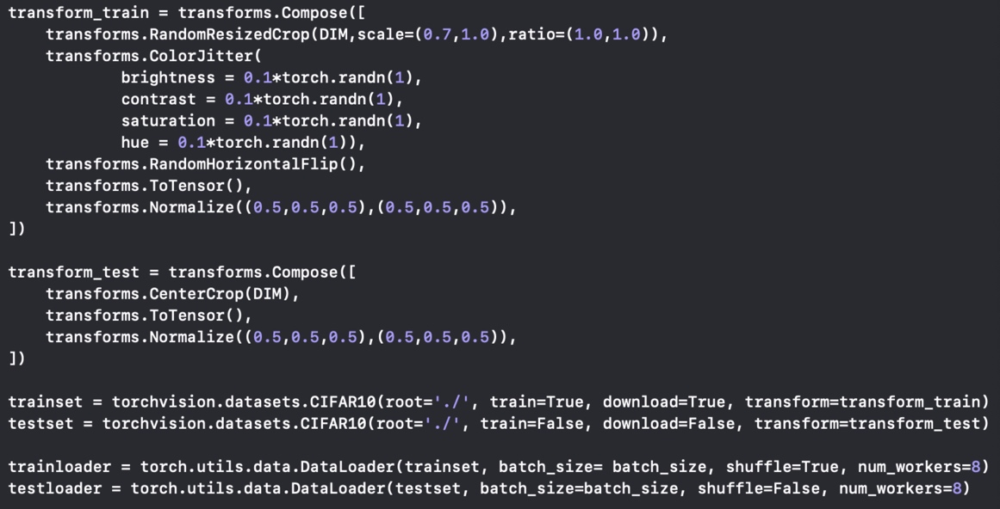 transform_train = transforms.Compose([
    transforms.RandomResizedCrop(DIM,scale=(0.7,1.0),ratio=(1.0,1.0)),
    transforms.ColorJitter(
            brightness = 0.1*torch.randn(1),
            contrast = 0.1*torch.randn(1),
            saturation = 0.1*torch.randn(1),
            hue = 0.1*torch.randn(1)),
    transforms.RandomHorizontalFlip(),
    transforms.ToTensor(),
    transforms.Normalize((0.5,0.5,0.5),(0.5,0.5,0.5)),
])

transform_test = transforms.Compose([
    transforms.CenterCrop(DIM),
    transforms.ToTensor(),
    transforms.Normalize((0.5,0.5,0.5),(0.5,0.5,0.5)),
])

trainset = torchvision.datasets.CIFAR10(root='./', train=True, download=True, transform=transform_train)
testset = torchvision.datasets.CIFAR10(root='./', train=False, download=False, transform=transform_test)

trainloader = torch.utils.data.DataLoader(trainset, batch_size= batch_size, shuffle=True, num_workers=8)
testloader = torch.utils.data.DataLoader(testset, batch_size=batch_size, shuffle=False, num_workers=8)